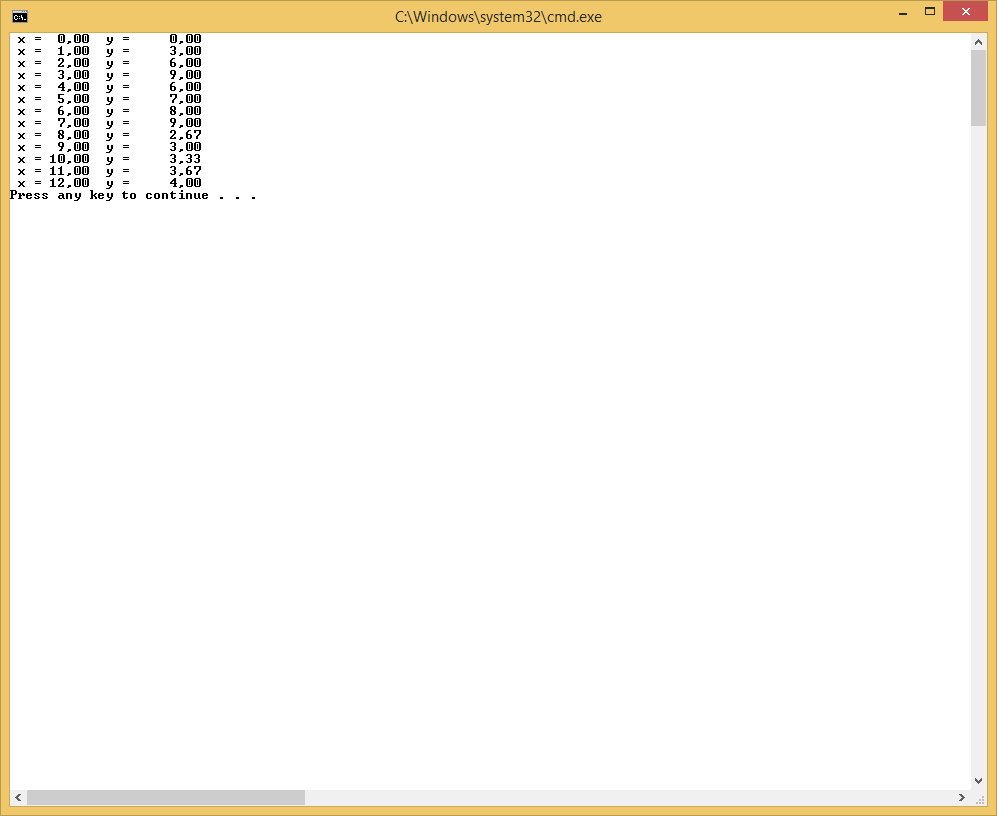 C:\Windows\system32\cmd.exe
x =  0,00  y =     0,00
x =  1,00  y =     3,00
x =  2,00  y =     6,00
x =  3,00  y =     9,00
x =  4,00  y =     6,00
x =  5,00  y =     7,00
x =  6,00  y =     8,00
x =  7,00  y =     9,00
x =  8,00  y =     2,67
x =  9,00  y =     3,00
x = 10,00  y =     3,33
x = 11,00  y =     3,67
x = 12,00  y =     4,00
Press any key to continue . . .